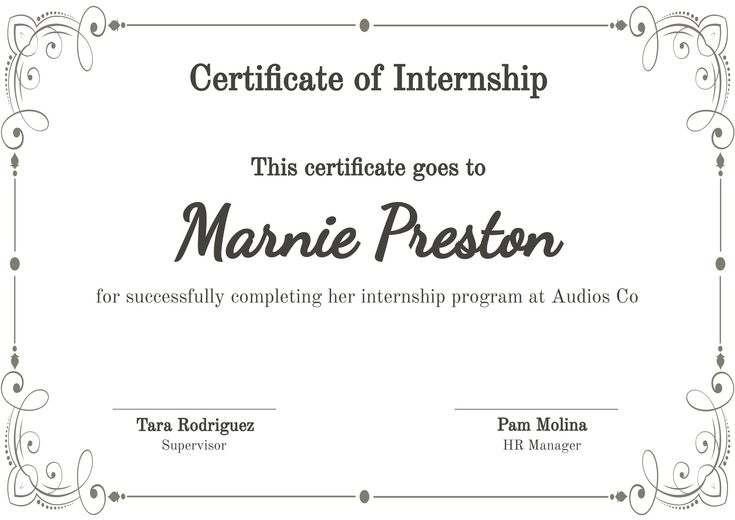 Certificate of Internship
This certificate goes to
Marnie Preston
for successfully completing her internship program at Audios Co
Tara Rodriguez
Supervisor
Pam Molina
HR Manager